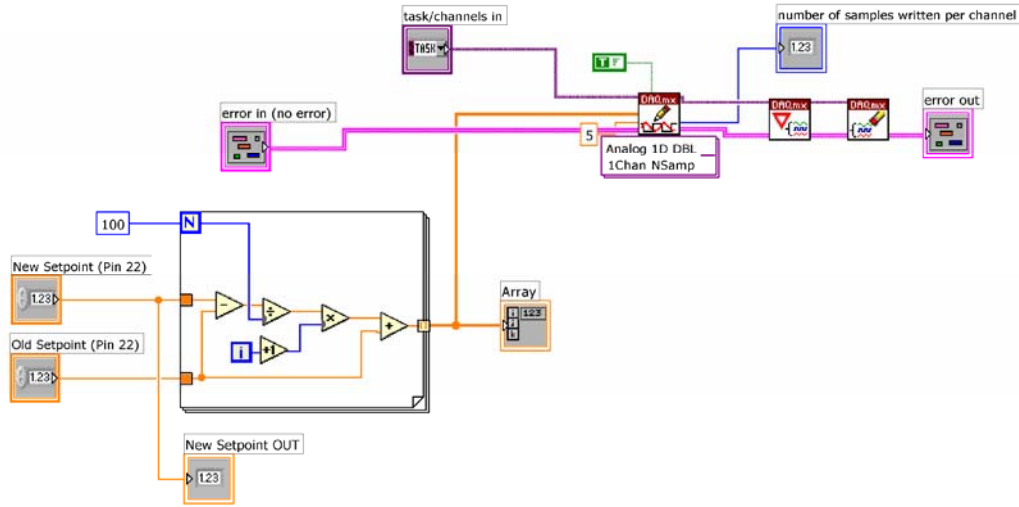 task/channels in
number of samples written per channel
TASK
1.23
T F
error in (no error)
DAQmx
DAQmx
DAQmx
error out
5
Analog 1D DBL
1Chan NSamp
100
N
New Setpoint (Pin 22)
1.23
-
÷
×
+
Array
i 123
i
+1
Old Setpoint (Pin 22)
1.23
New Setpoint OUT
1.23